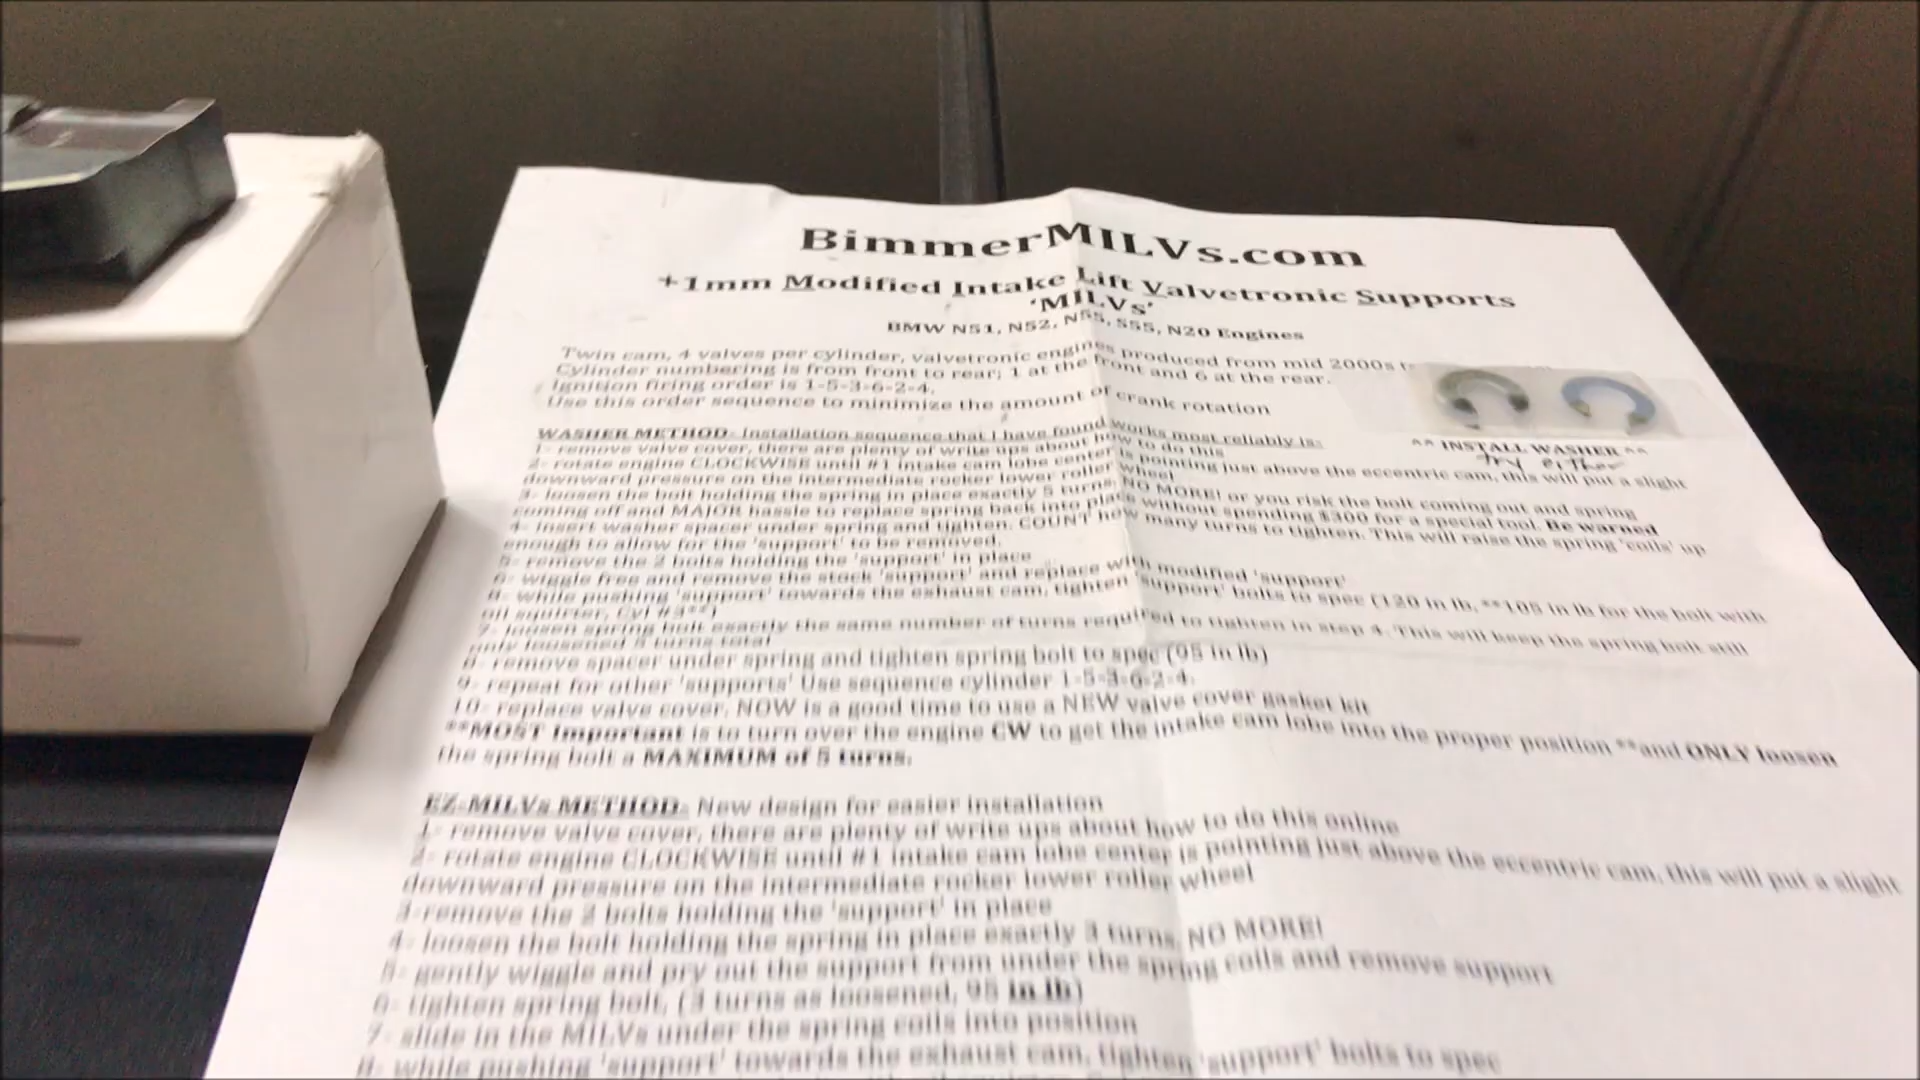 BimmerMILVs.com
+1mm Modified Intake Lift Valvetronic Supports
'MILVs'
BMW N51, N52, N55, S55, N20 Engines
Twin cam, 4 valves per cylinder, valvetronic engines produced from mid 2000s
Cylinder numbering is from front to rear; 1 at the front and 6 at the rear.
Ignition firing order is 1-5-3-6-2-4.
Use this order sequence to minimize the amount of crank rotation
^^ INSTALL WASHER ^^
try either
WASHER METHOD- Installation sequence that I have found works most reliably is:
1- remove valve cover, there are plenty of write ups about how to do this
2- rotate engine CLOCKWISE until #1 intake cam lobe center is pointing just above the eccentric cam, this will put a slight
downward pressure on the intermediate rocker lower roller wheel
3- loosen the bolt holding the spring in place exactly 5 turns, NO MORE! or you risk the bolt coming out and spring
coming off and MAJOR hassle to replace spring back into place without spending $300 for a special tool. Be warned
4- insert washer spacer under spring and tighten. COUNT how many turns to tighten. This will raise the spring 'coils' up
enough to allow for the 'support' to be removed.
5- remove the 2 bolts holding the 'support' in place
6- wiggle free and remove the stock 'support' and replace with modified 'support'
8- while pushing 'support' towards the exhaust cam, tighten 'support' bolts to spec (120 in lb, **105 in lb for the bolt with
oil squirter, Cyl #3**)
7- loosen spring bolt exactly the same number of turns required to tighten in step 4. This will keep the spring bolt still
only loosened 5 turns total
8- remove spacer under spring and tighten spring bolt to spec (95 in lb)
9- repeat for other 'supports' Use sequence cylinder 1-5-3-6-2-4.
10- replace valve cover. NOW is a good time to use a NEW valve cover gasket kit
**MOST Important is to turn over the engine CW to get the intake cam lobe into the proper position **and ONLY loosen
the spring bolt a MAXIMUM of 5 turns.
EZ-MILVs METHOD- New design for easier installation
1- remove valve cover, there are plenty of write ups about how to do this online
2- rotate engine CLOCKWISE until #1 intake cam lobe center is pointing just above the eccentric cam, this will put a slight
downward pressure on the intermediate rocker lower roller wheel
3-remove the 2 bolts holding the 'support' in place
4- loosen the bolt holding the spring in place exactly 3 turns, NO MORE!
5- gently wiggle and pry out the support from under the spring coils and remove support
6- tighten spring bolt, (3 turns as loosened, 95 in lb)
7- slide in the MILVs under the spring coils into position
8- while pushing 'support' towards the exhaust cam, tighten 'support' bolts to spec